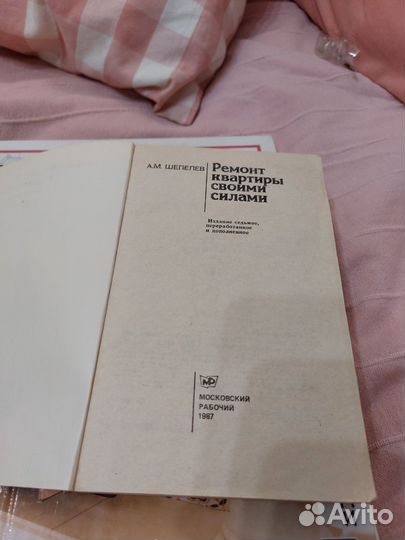 А.М. ШЕПЕЛЕВ
Ремонт
квартиры
своими
силами
Издание седьмое,
переработанное
и дополненное
МР
МОСКОВСКИЙ
РАБОЧИЙ
1987
Avito